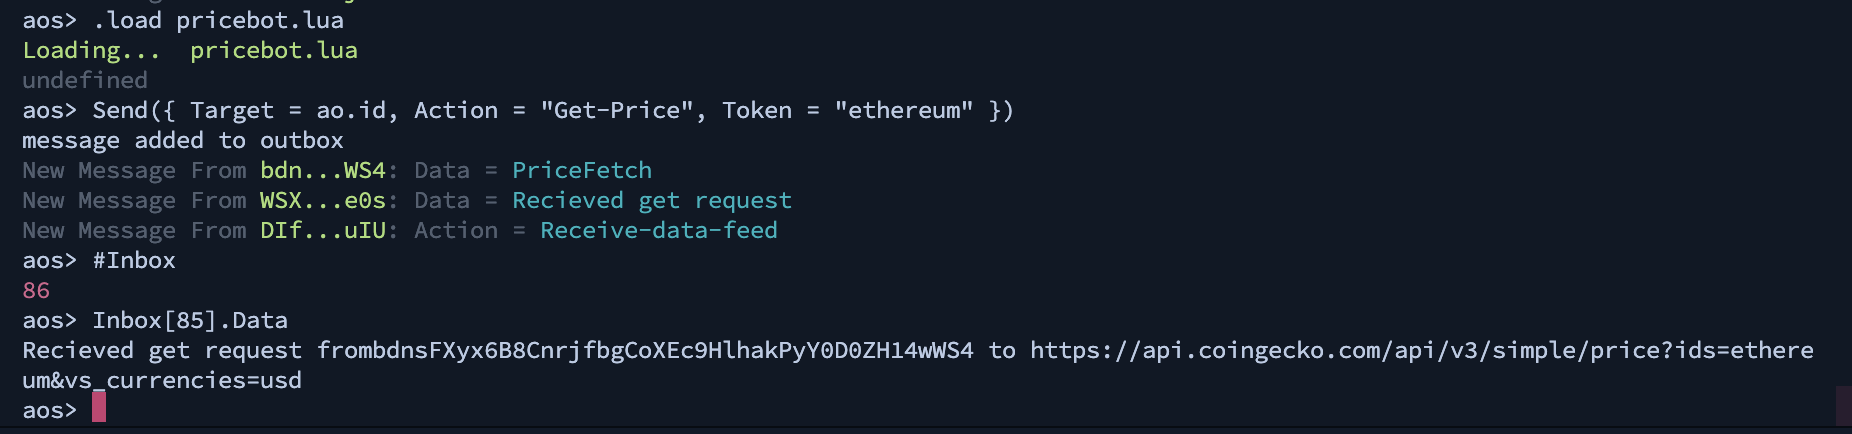 aos> .load pricebot.lua
Loading...  pricebot.lua
undefined
aos> Send({ Target = ao.id, Action = "Get-Price", Token = "ethereum" })
message added to outbox
New Message From bdn...WS4: Data = PriceFetch
New Message From WSX...e0s: Data = Recieved get request
New Message From DIf...uIU: Action = Receive-data-feed
aos> #Inbox
86
aos> Inbox[85].Data
Recieved get request frombdnsFXyx6B8CnrjfbgCoXEc9HlhakPyY0D0ZH14wWS4 to https://api.coingecko.com/api/v3/simple/price?ids=ethere
um&vs_currencies=usd
aos>